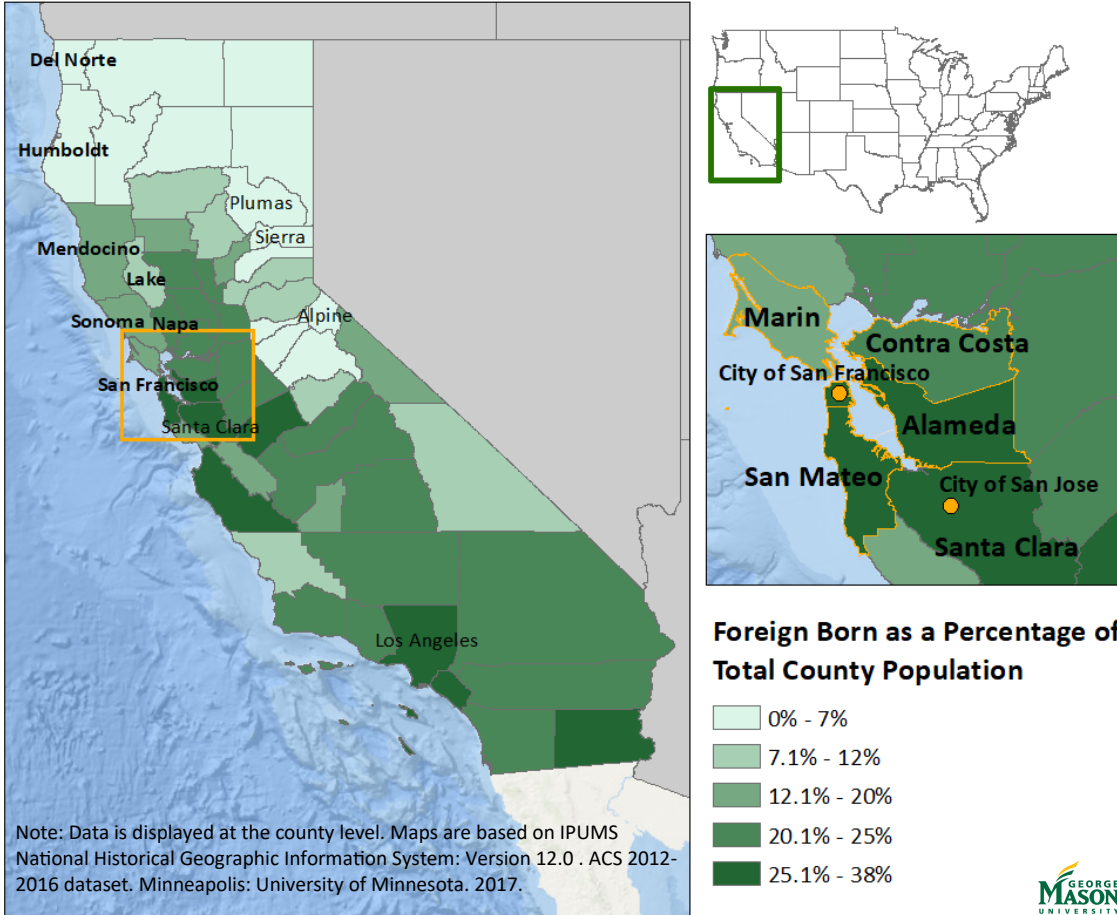 Del Norte
Humboldt
Plumas
Sierra
Mendocino
Lake
Alpine
Sonoma
Napa
San Francisco
Santa Clara
Los Angeles
Note: Data is displayed at the county level. Maps are based on IPUMS
National Historical Geographic Information System: Version 12.0 . ACS 2012-
2016 dataset. Minneapolis: University of Minnesota. 2017.
Marin
Contra Costa
City of San Francisco
Alameda
San Mateo
City of San Jose
Santa Clara
Foreign Born as a Percentage of
Total County Population
0% - 7%
7.1% - 12%
12.1% - 20%
20.1% - 25%
25.1% - 38%
GEORGE
MASON
UNIVERSITY